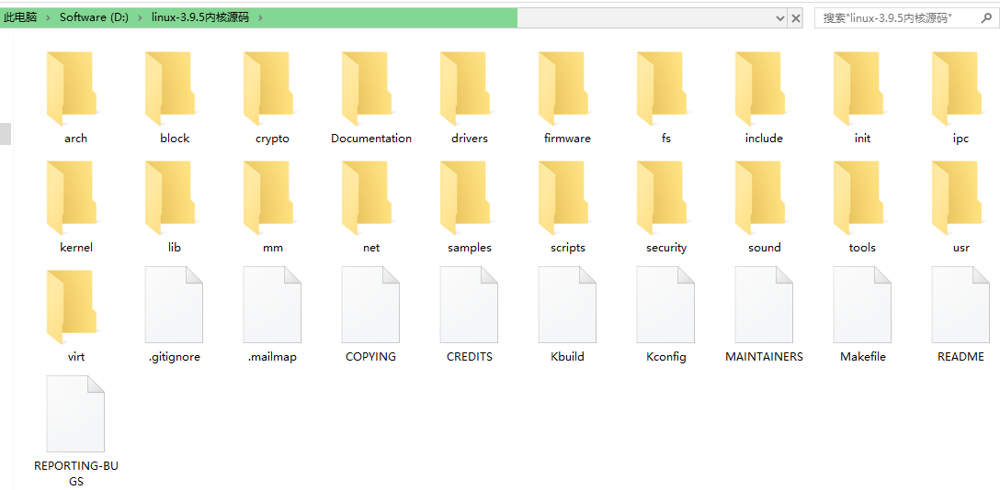 此电脑 > Software (D:) > linux-3.9.5内核源码 >
搜索"linux-3.9.5内核源码"
arch block crypto Documentation drivers firmware fs include init ipc
kernel lib mm net samples scripts security sound tools usr
virt .gitignore .mailmap COPYING CREDITS Kbuild Kconfig MAINTAINERS Makefile README
REPORTING-BU
GS